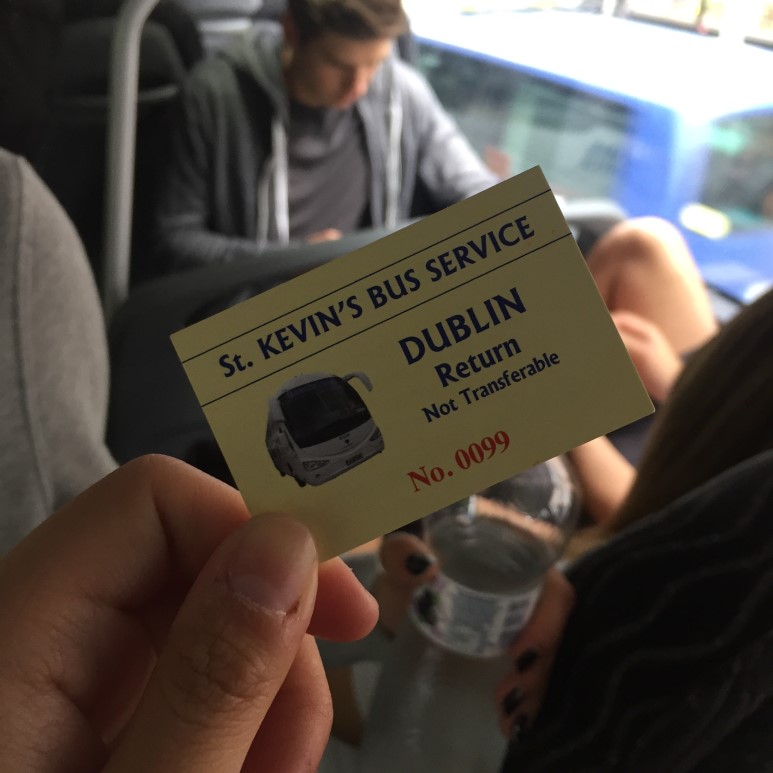 St. KEVIN'S BUS SERVICE
DUBLIN
Return
Not Transferable
No. 0099